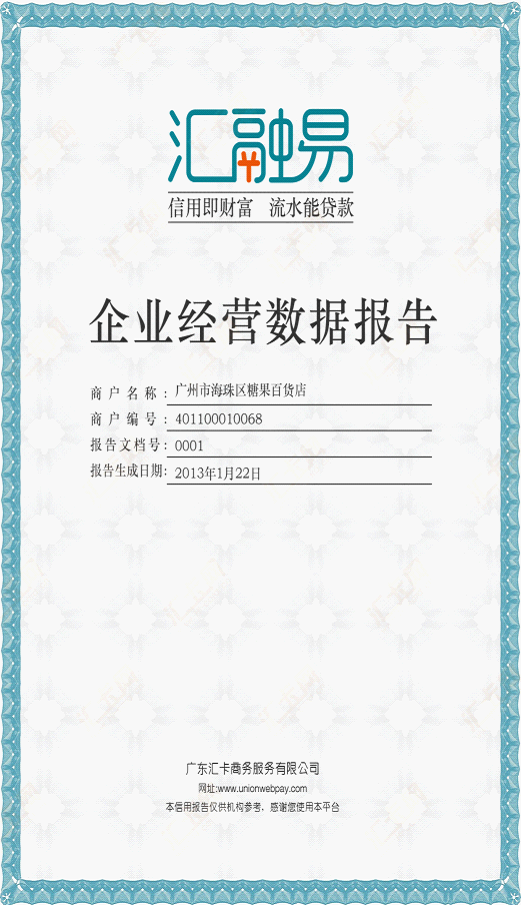 汇融易
信用即财富 流水能贷款
企业经营数据报告
商户名称：广州市海珠区糖果百货店
商户编号：401100010068
报告文档号：0001
报告生成日期：2013年1月22日
广东汇卡商务服务有限公司
网址:www.unionwebpay.com
本信用报告仅供机构参考，感谢您使用本平台